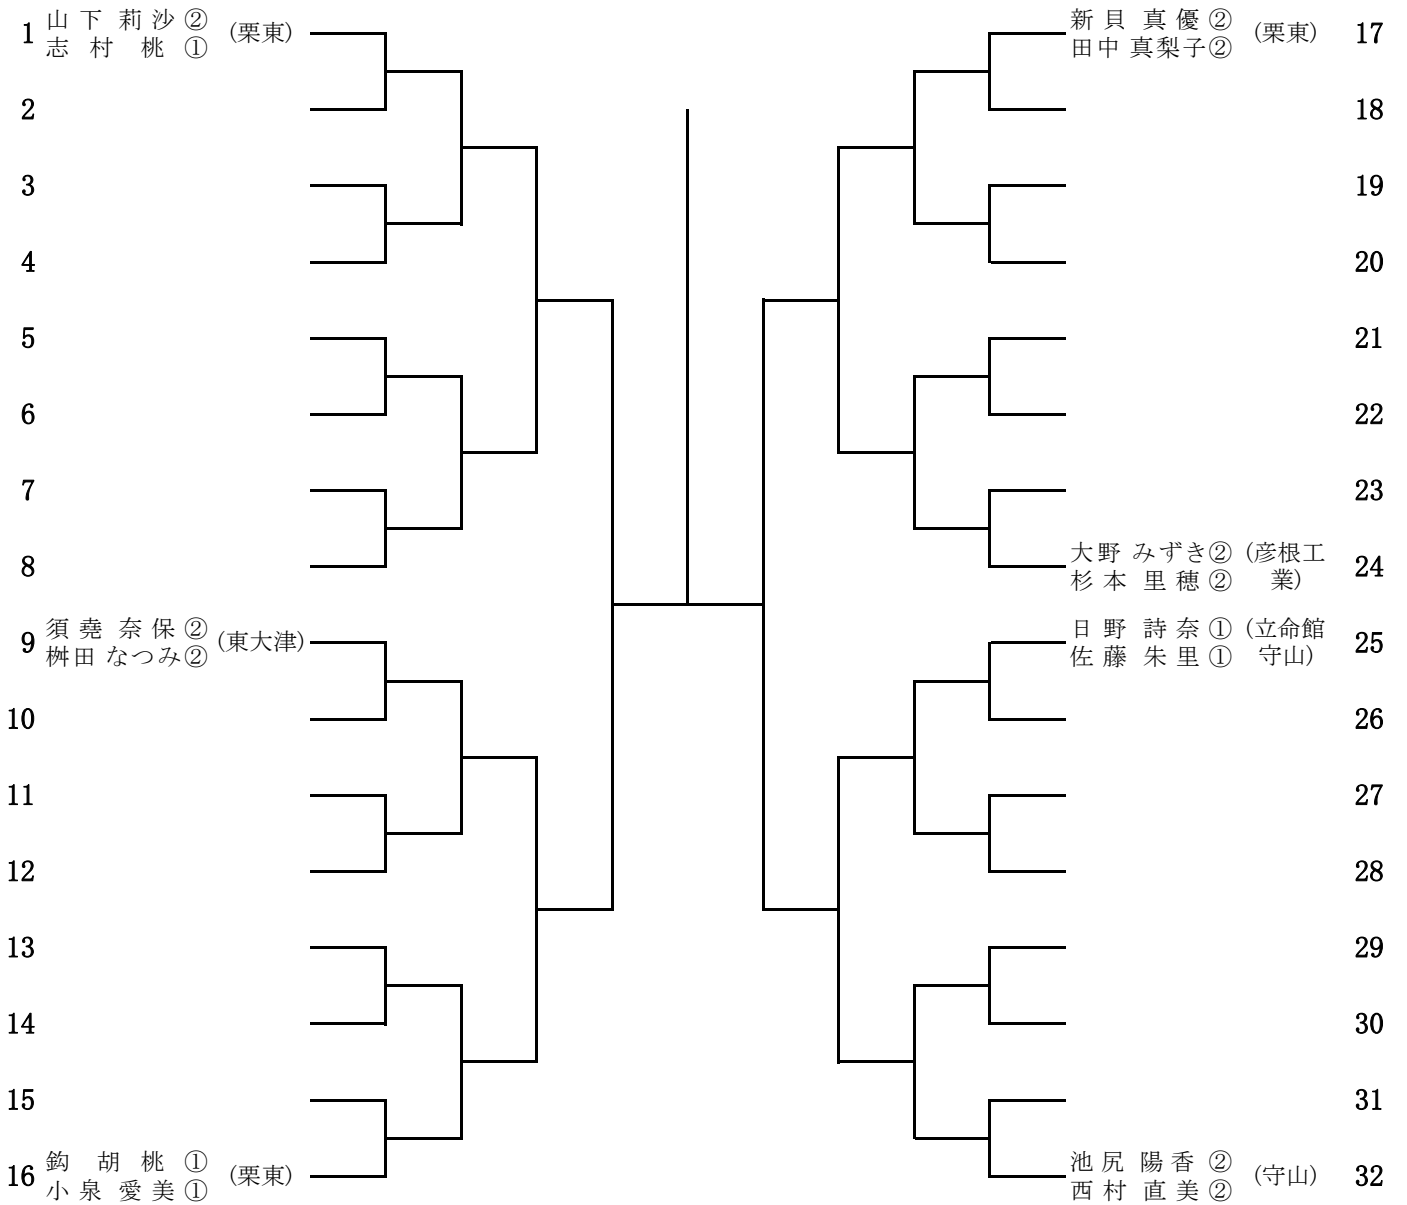 1 山下 莉沙② (栗東)
志村 桃 ①
2
3
4
5
6
7
8
9 須堯 奈保② (東大津)
桝田 なつみ②
10
11
12
13
14
15
16 鈎 胡桃 ① (栗東)
小泉 愛美①
新貝 真優② (栗東) 17
田中 真梨子②
18
19
20
21
22
23
大野 みずき② (彦根工 24
杉本 里穂② 業)
日野 詩奈① (立命館 25
佐藤 朱里① 守山)
26
27
28
29
30
31
池尻 陽香② (守山) 32
西村 直美②